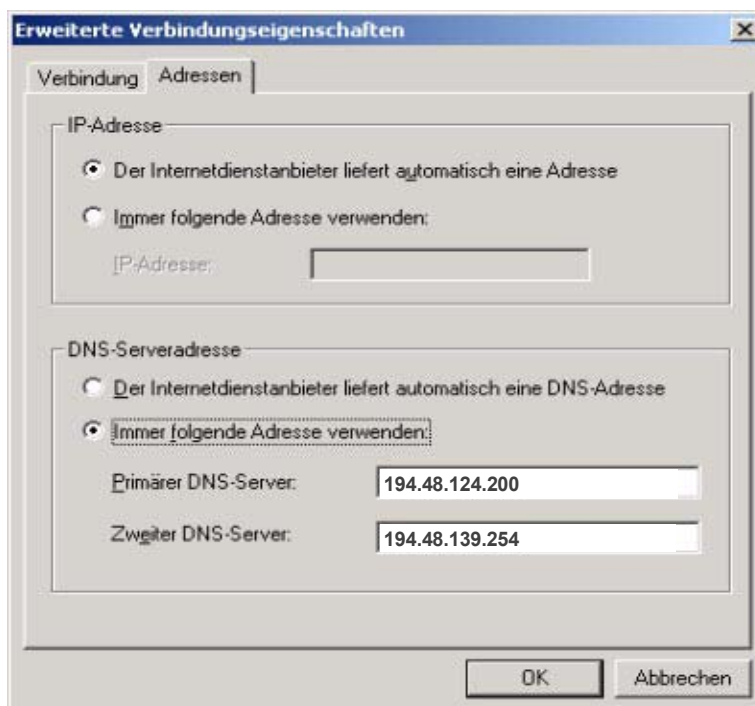 Erweiterte Verbindungseigenschaften
Verbindung
Adressen
IP-Adresse
Der Internetdienstanbieter liefert automatisch eine Adresse
Immer folgende Adresse verwenden:
IP-Adresse:
DNS-Serveradresse
Der Internetdienstanbieter liefert automatisch eine DNS-Adresse
Immer folgende Adresse verwenden:
Primärer DNS-Server:
194.48.124.200
Zweiter DNS-Server:
194.48.139.254
OK
Abbrechen